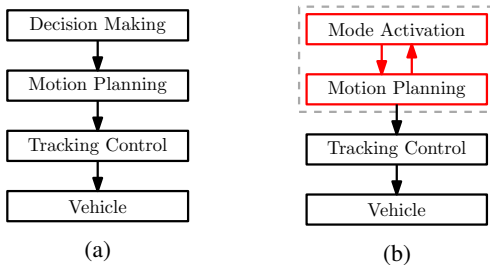 Decision Making
Motion Planning
Tracking Control
Vehicle
(a)
Mode Activation
Motion Planning
Tracking Control
Vehicle
(b)